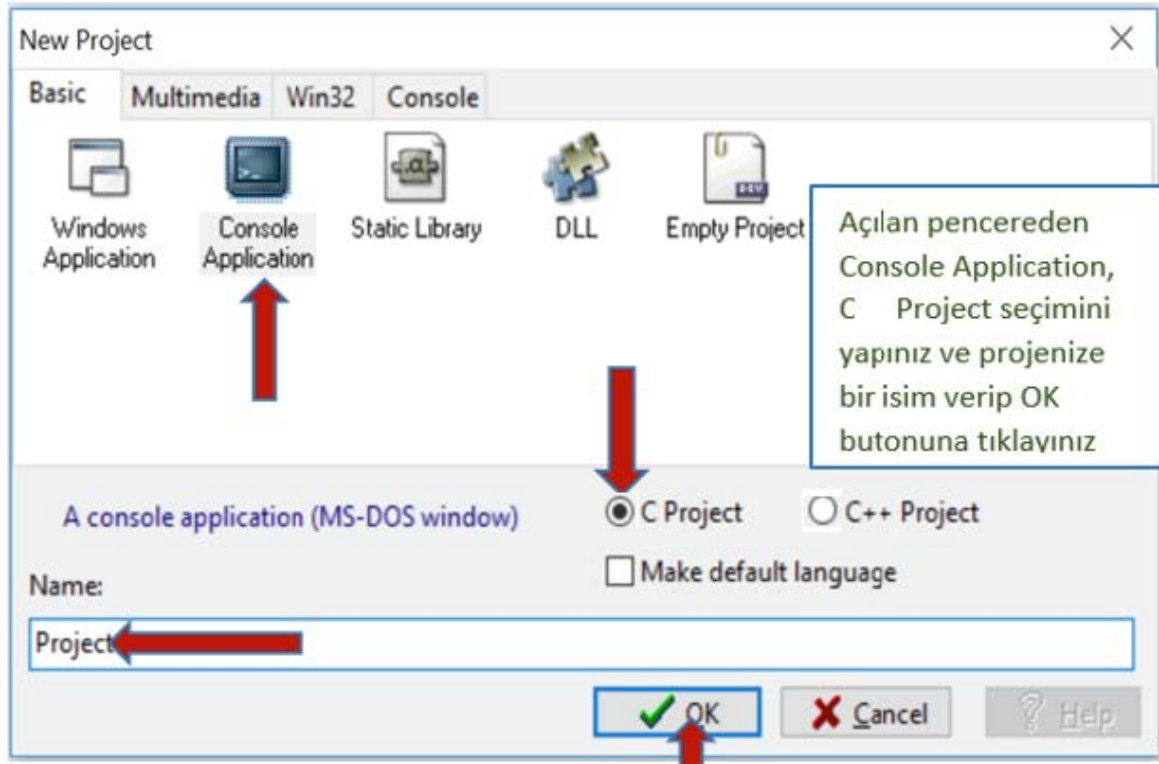 New Project
Basic Multimedia Win32 Console
Windows Application
Console Application
Static Library
DLL
Empty Project
Açılan pencereden
Console Application,
C Project seçimini
yapınız ve projenize
bir isim verip OK
butonuna tıklayınız
A console application (MS-DOS window)
C Project
C++ Project
Make default language
Name:
Project
OK
Cancel
Help